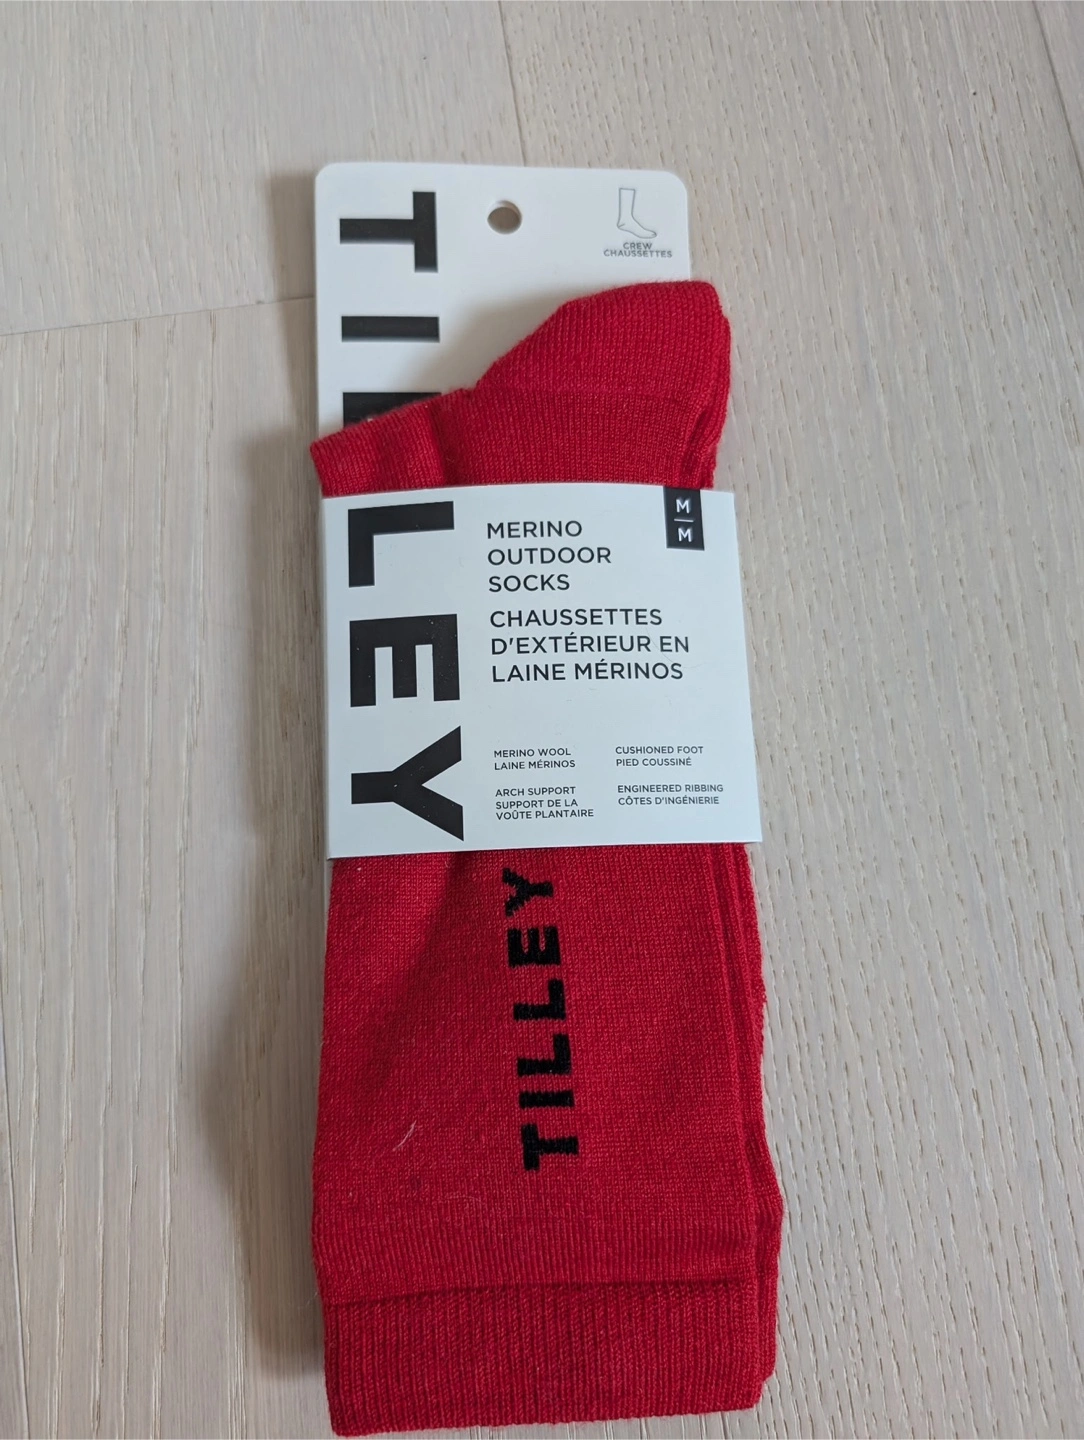 TILLEY
CREW
CHAUSSETTES
M
M
MERINO
OUTDOOR
SOCKS
CHAUSSETTES
D'EXTÉRIEUR EN
LAINE MÉRINOS
MERINO WOOL
LAINE MÉRINOS
CUSHIONED FOOT
PIED COUSSINÉ
ARCH SUPPORT
SUPPORT DE LA
VOÛTE PLANTAIRE
ENGINEERED RIBBING
CÔTES D'INGÉNIERIE
TILLEY